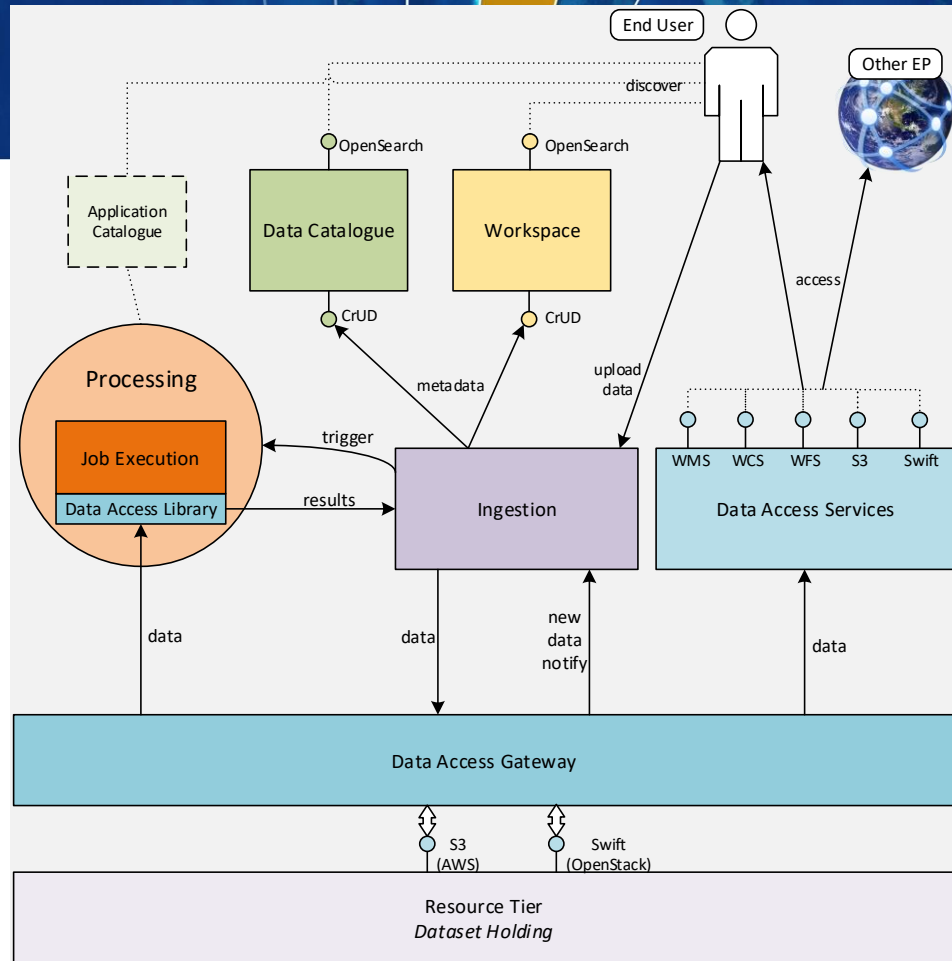 End User
Other EP
discover
OpenSearch
OpenSearch
Application
Catalogue
Data Catalogue
Workspace
access
CrUD
CrUD
Processing
metadata
upload
data
trigger
Job Execution
WMS
WCS
WFS
S3
Swift
Data Access Library
results
Ingestion
Data Access Services
data
data
new
data
notify
data
Data Access Gateway
S3
(AWS)
Swift
(OpenStack)
Resource Tier
Dataset Holding